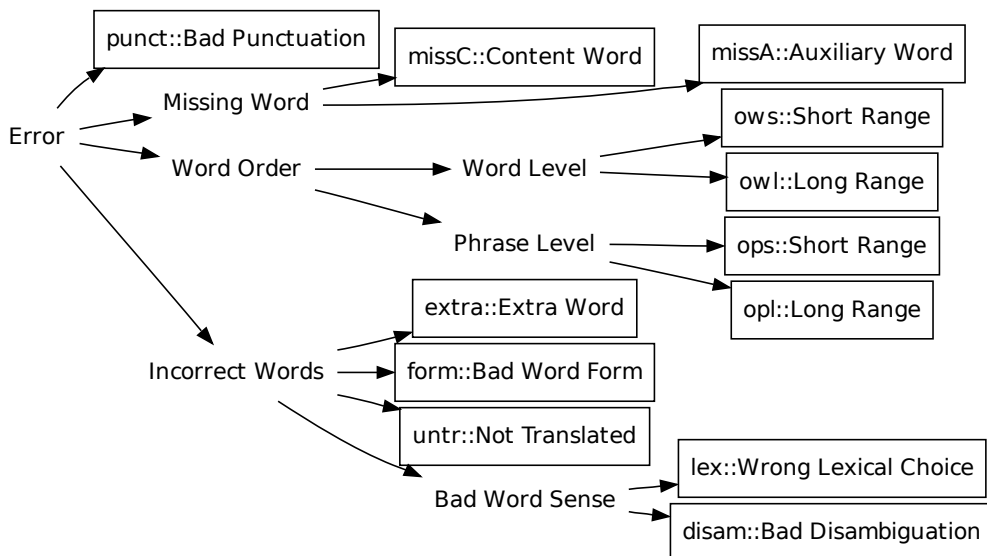 punct::Bad Punctuation
missC::Content Word
missA::Auxiliary Word
Missing Word
ows::Short Range
Error
Word Order
Word Level
owl::Long Range
Phrase Level
ops::Short Range
extra::Extra Word
opl::Long Range
Incorrect Words
form::Bad Word Form
untr::Not Translated
lex::Wrong Lexical Choice
Bad Word Sense
disam::Bad Disambiguation